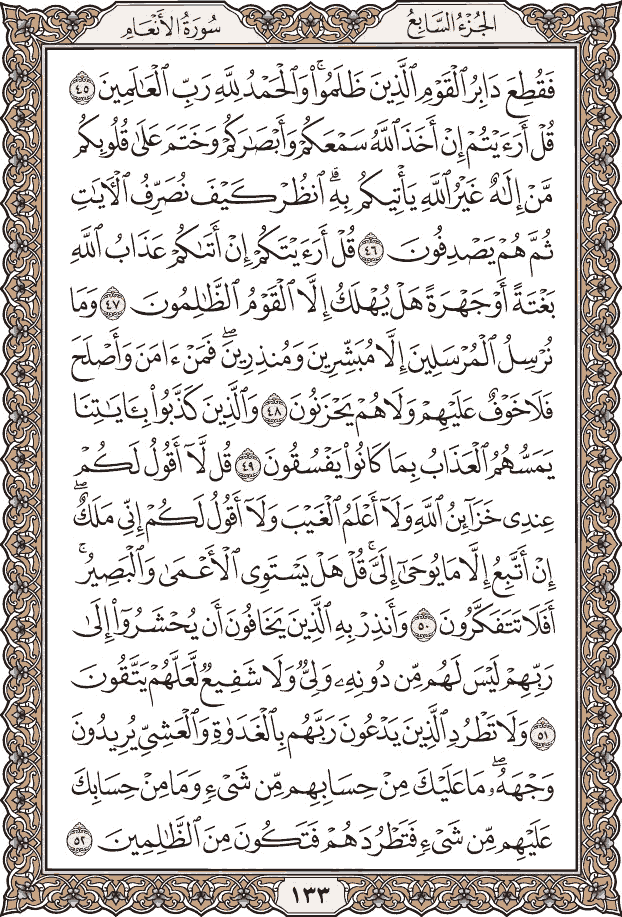 الجُزْءُ السَّابِعُ
سُورَةُ الأَنْعَامِ
فَقُطِعَ دَابِرُ ٱلْقَوْمِ ٱلَّذِينَ ظَلَمُوا۟ۚ وَٱلْحَمْدُ لِلَّهِ رَبِّ ٱلْعَٰلَمِينَ ٤٥
قُلْ أَرَءَيْتُمْ إِنْ أَخَذَ ٱللَّهُ سَمْعَكُمْ وَأَبْصَٰرَكُمْ وَخَتَمَ عَلَىٰ قُلُوبِكُم
مَّنْ إِلَٰهٌ غَيْرُ ٱللَّهِ يَأْتِيكُم بِهِۗ ٱنظُرْ كَيْفَ نُصَرِّفُ ٱلْـَٔايَٰتِ
ثُمَّ هُمْ يَصْدِفُونَ ٤٦ قُلْ أَرَءَيْتَكُمْ إِنْ أَتَىٰكُمْ عَذَابُ ٱللَّهِ
بَغْتَةً أَوْ جَهْرَةً هَلْ يُهْلَكُ إِلَّا ٱلْقَوْمُ ٱلظَّٰلِمُونَ ٤٧ وَمَا
نُرْسِلُ ٱلْمُرْسَلِينَ إِلَّا مُبَشِّرِينَ وَمُنذِرِينَۖ فَمَنْ ءَامَنَ وَأَصْلَحَ
فَلَا خَوْفٌ عَلَيْهِمْ وَلَا هُمْ يَحْزَنُونَ ٤٨ وَٱلَّذِينَ كَذَّبُوا۟ بِـَٔايَٰتِنَا
يَمَسُّهُمُ ٱلْعَذَابُ بِمَا كَانُوا۟ يَفْسُقُونَ ٤٩ قُل لَّآ أَقُولُ لَكُمْ
عِندِى خَزَآئِنُ ٱللَّهِ وَلَآ أَعْلَمُ ٱلْغَيْبَ وَلَآ أَقُولُ لَكُمْ إِنِّى مَلَكٌۖ
إِنْ أَتَّبِعُ إِلَّا مَا يُوحَىٰٓ إِلَىَّۚ قُلْ هَلْ يَسْتَوِى ٱلْأَعْمَىٰ وَٱلْبَصِيرُۚ
أَفَلَا تَتَفَكَّرُونَ ٥٠ وَأَنذِرْ بِهِ ٱلَّذِينَ يَخَافُونَ أَن يُحْشَرُوٓا۟ إِلَىٰ
رَبِّهِمْ لَيْسَ لَهُم مِّن دُونِهِۦ وَلِىٌّ وَلَا شَفِيعٌ لَّعَلَّهُمْ يَتَّقُونَ
٥١ وَلَا تَطْرُدِ ٱلَّذِينَ يَدْعُونَ رَبَّهُم بِٱلْغَدَوٰةِ وَٱلْعَشِىِّ يُرِيدُونَ
وَجْهَهُۥۖ مَا عَلَيْكَ مِنْ حِسَابِهِم مِّن شَىْءٍ وَمَا مِنْ حِسَابِكَ
عَلَيْهِم مِّن شَىْءٍ فَتَطْرُدَهُمْ فَتَكُونَ مِنَ ٱلظَّٰلِمِينَ ٥٢
١٣٣